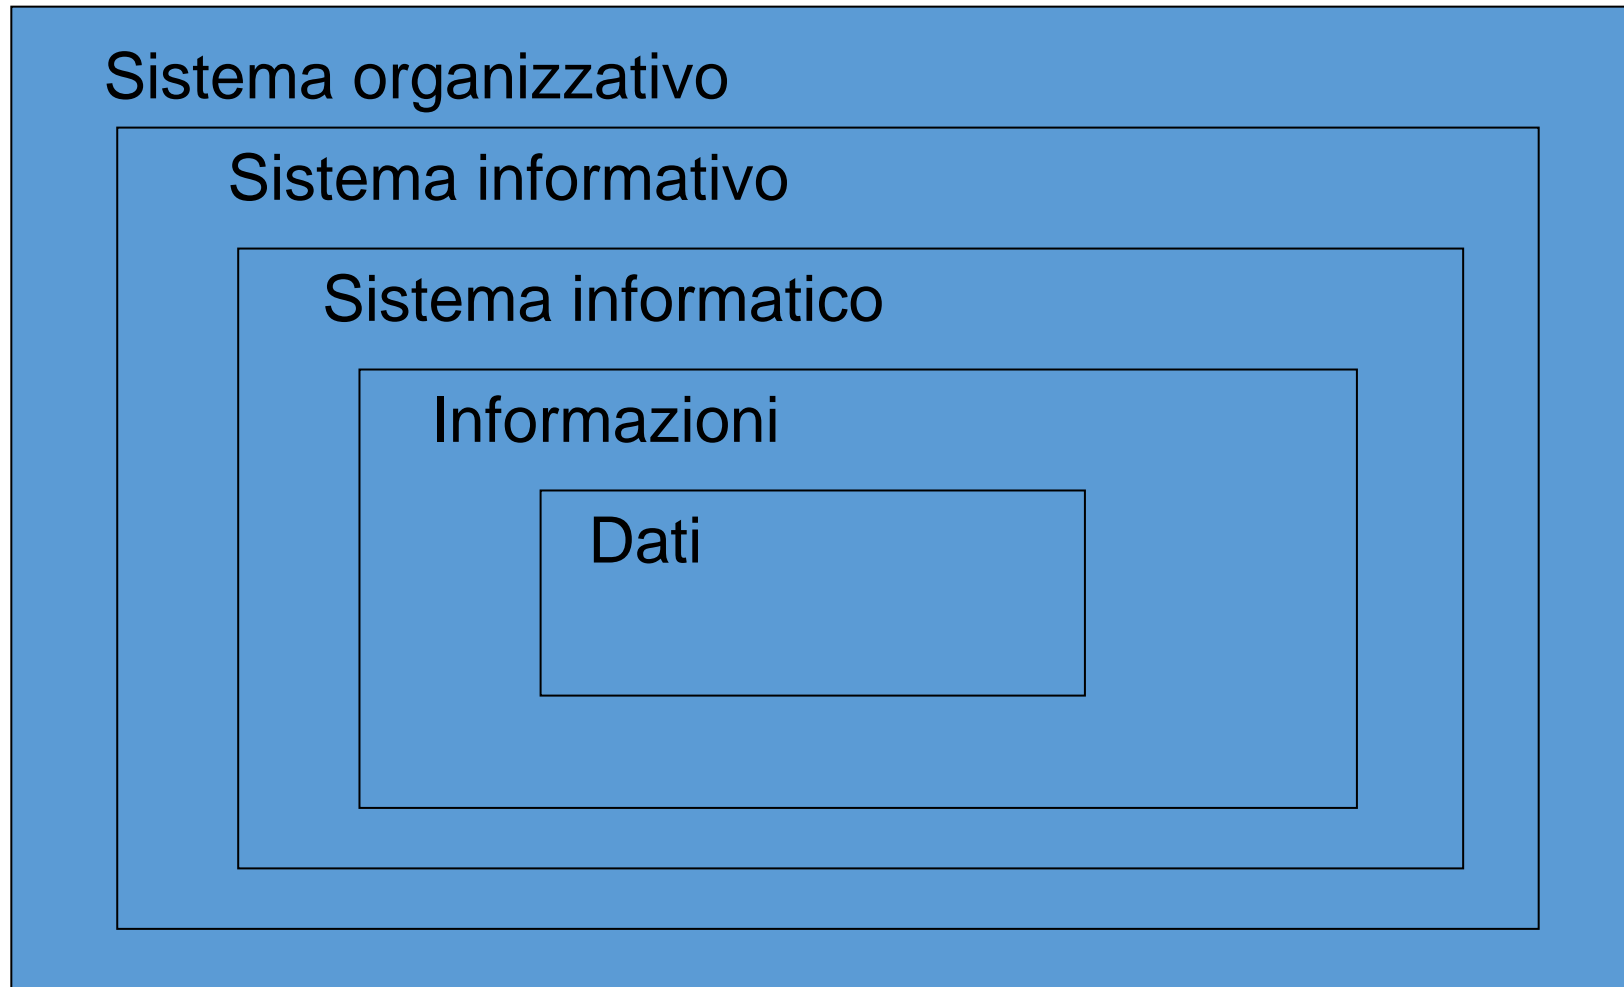 Sistema organizzativo
Sistema informativo
Sistema informatico
Informazioni
Dati